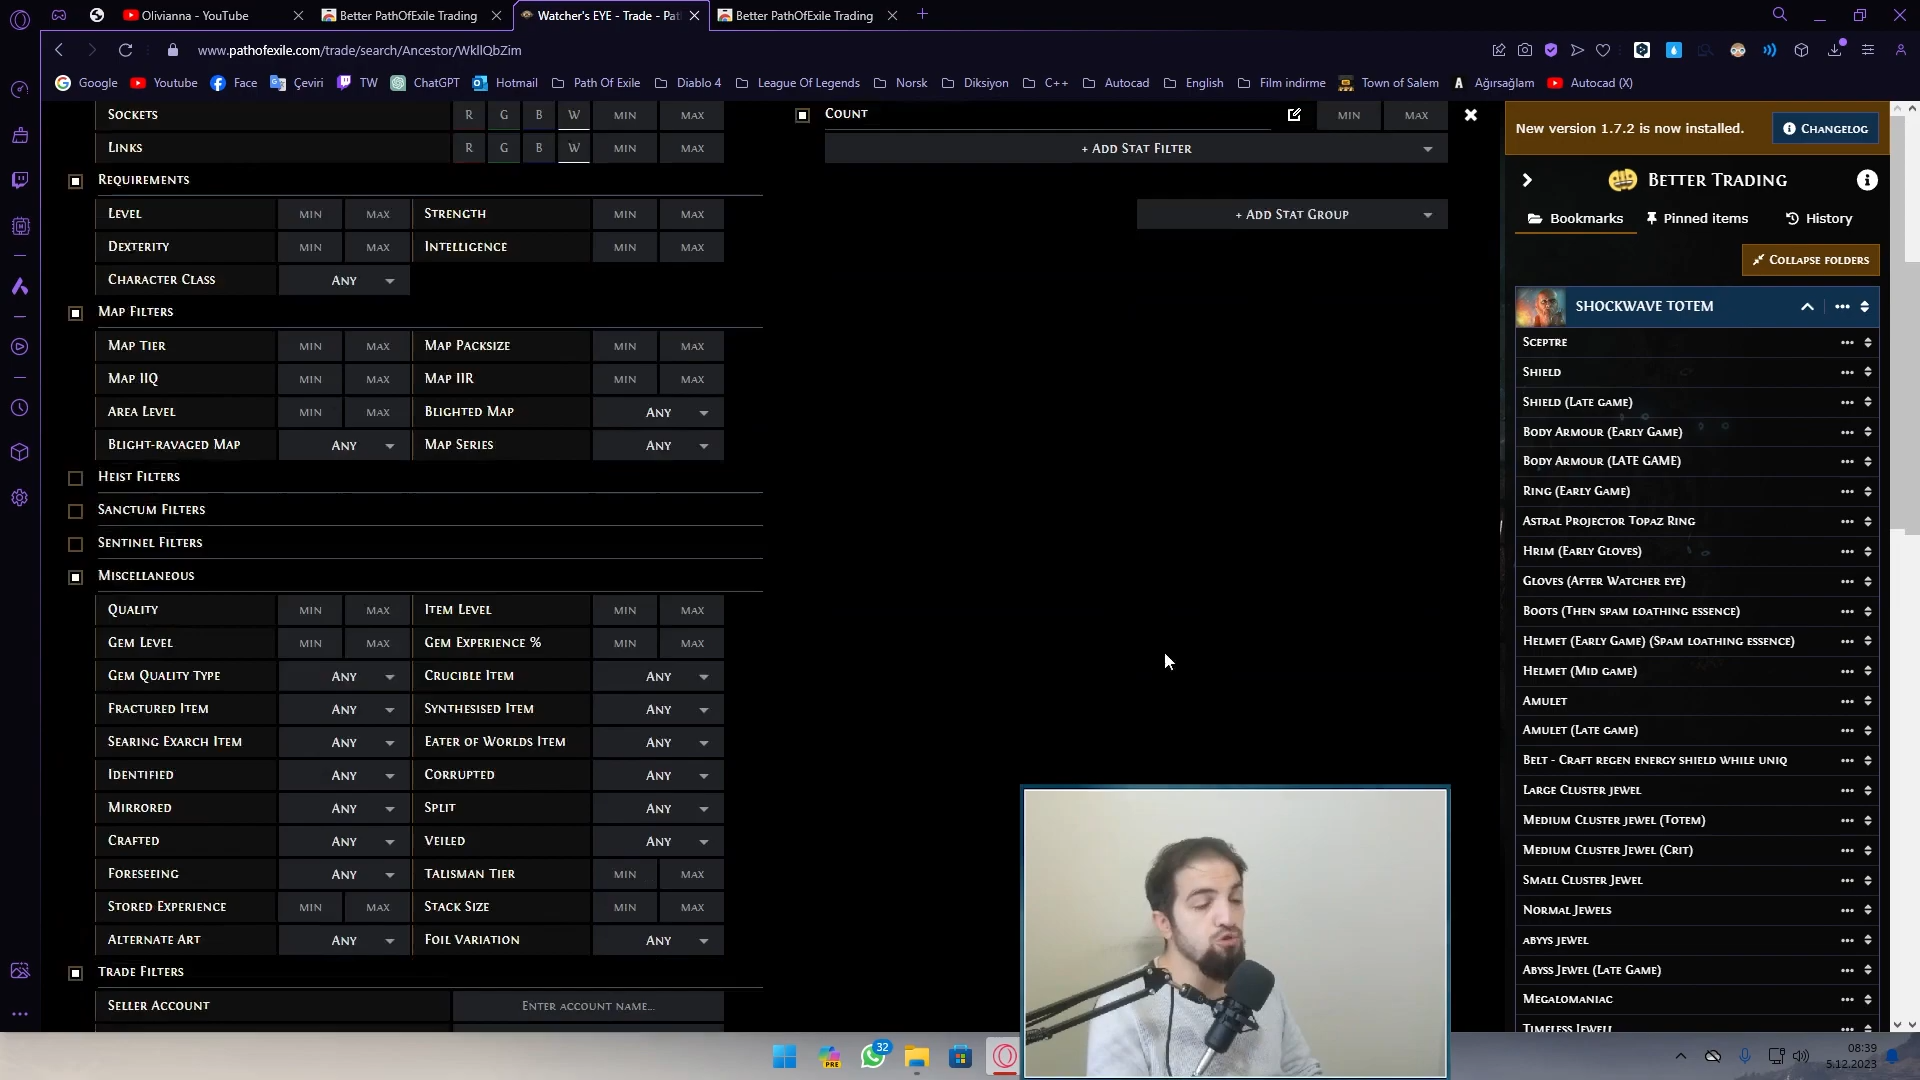 Olivianna - YouTube
Better PathOfExile Trading
Watcher's EYE - Trade - Pat
Better PathOfExile Trading
www.pathofexile.com/trade/search/Ancestor/WkllQbZim
Google
Youtube
Face
Çeviri
TW
ChatGPT
Hotmail
Path Of Exile
Diablo 4
League Of Legends
Norsk
Diksiyon
C++
Autocad
English
Film indirme
Town of Salem
Ağırsağlam
Autocad (X)
Sockets R G B W MIN MAX
Links R G B W MIN MAX
Requirements
Level MIN MAX Strength MIN MAX
Dexterity MIN MAX Intelligence MIN MAX
Character Class Any
Map Filters
Map Tier MIN MAX Map Packsize MIN MAX
Map IIQ MIN MAX Map IIR MIN MAX
Area Level MIN MAX Blighted Map Any
Blight-ravaged Map Any Map Series Any
Heist Filters
Sanctum Filters
Sentinel Filters
Miscellaneous
Quality MIN MAX Item Level MIN MAX
Gem Level MIN MAX Gem Experience % MIN MAX
Gem Quality Type Any Crucible Item Any
Fractured Item Any Synthesised Item Any
Searing Exarch Item Any Eater of Worlds Item Any
Identified Any Corrupted Any
Mirrored Any Split Any
Crafted Any Veiled Any
Foreseeing Any Talisman Tier MIN MAX
Stored Experience MIN MAX Stack Size MIN MAX
Alternate Art Any Foil Variation Any
Trade Filters
Seller Account Enter account name...
Count MIN MAX
+ Add Stat Filter
+ Add Stat Group
New version 1.7.2 is now installed. Changelog
Better Trading
Bookmarks Pinned items History
Collapse folders
SHOCKWAVE TOTEM
Sceptre
Shield
Shield (Late game)
Body Armour (Early Game)
Body Armour (LATE GAME)
Ring (Early Game)
Astral Projector Topaz Ring
Hrim (Early Gloves)
Gloves (After Watcher eye)
Boots (Then spam loathing essence)
Helmet (Early Game) (Spam loathing essence)
Helmet (Mid game)
Amulet
Amulet (Late game)
Belt - Craft regen energy shield while uniq
Large Cluster jewel
Medium Cluster jewel (Totem)
Medium Cluster Jewel (Crit)
Small Cluster Jewel
Normal Jewels
abyys jewel
Abyss Jewel (Late Game)
Megalomaniac
Timeless Jewell
PRE
32
08:39
5.12.2023